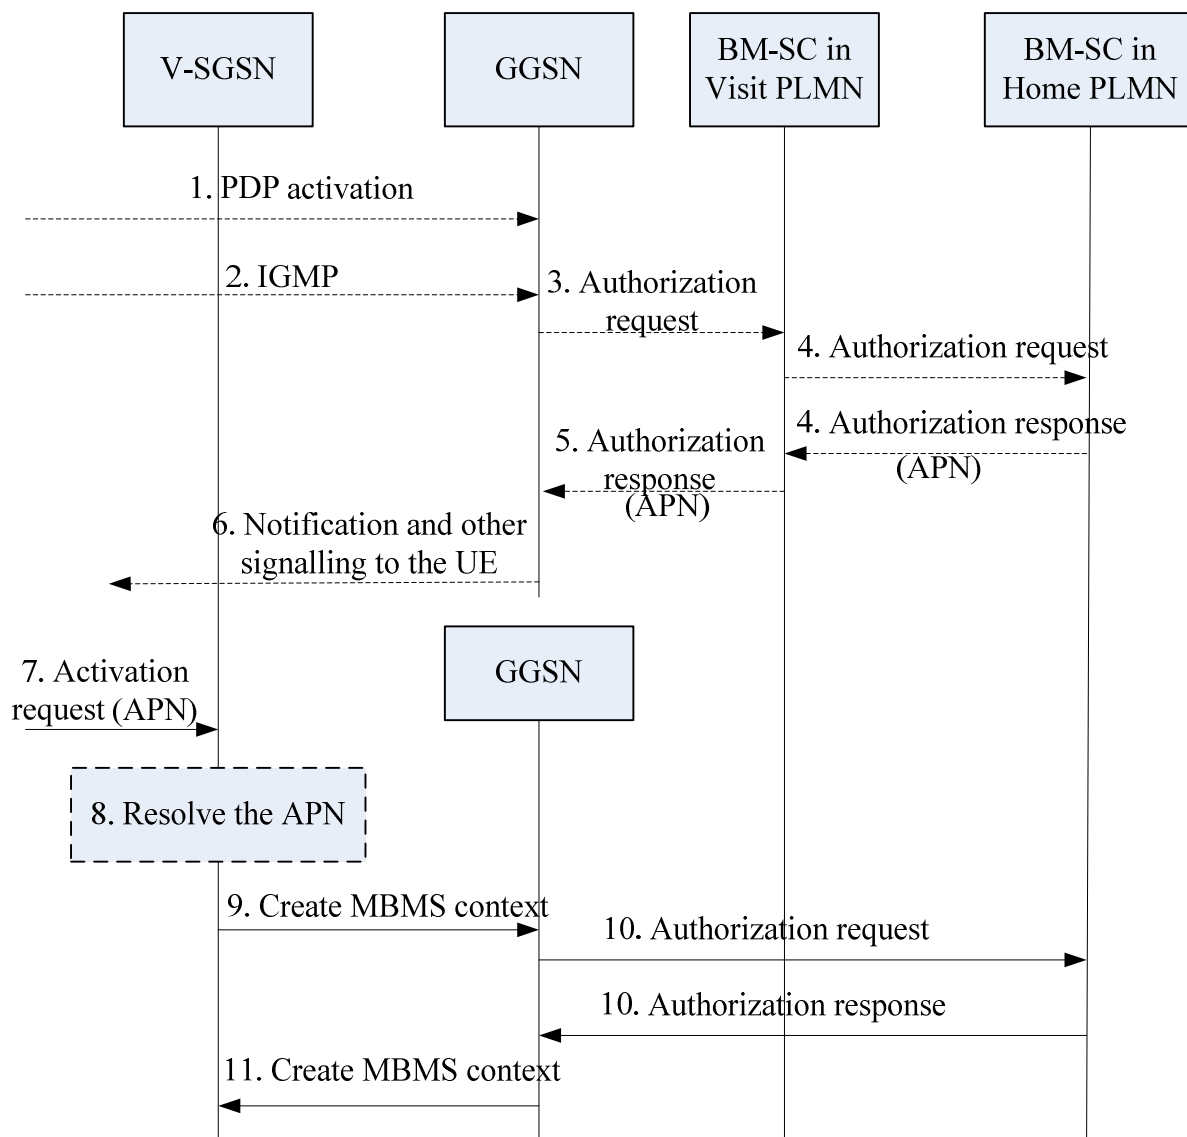 V-SGSN
GGSN
BM-SC in
Visit PLMN
BM-SC in
Home PLMN
1. PDP activation
2. IGMP
3. Authorization
request
4. Authorization request
4. Authorization response
(APN)
5. Authorization
response
(APN)
6. Notification and other
signalling to the UE
GGSN
7. Activation
request (APN)
8. Resolve the APN
9. Create MBMS context
10. Authorization request
10. Authorization response
11. Create MBMS context